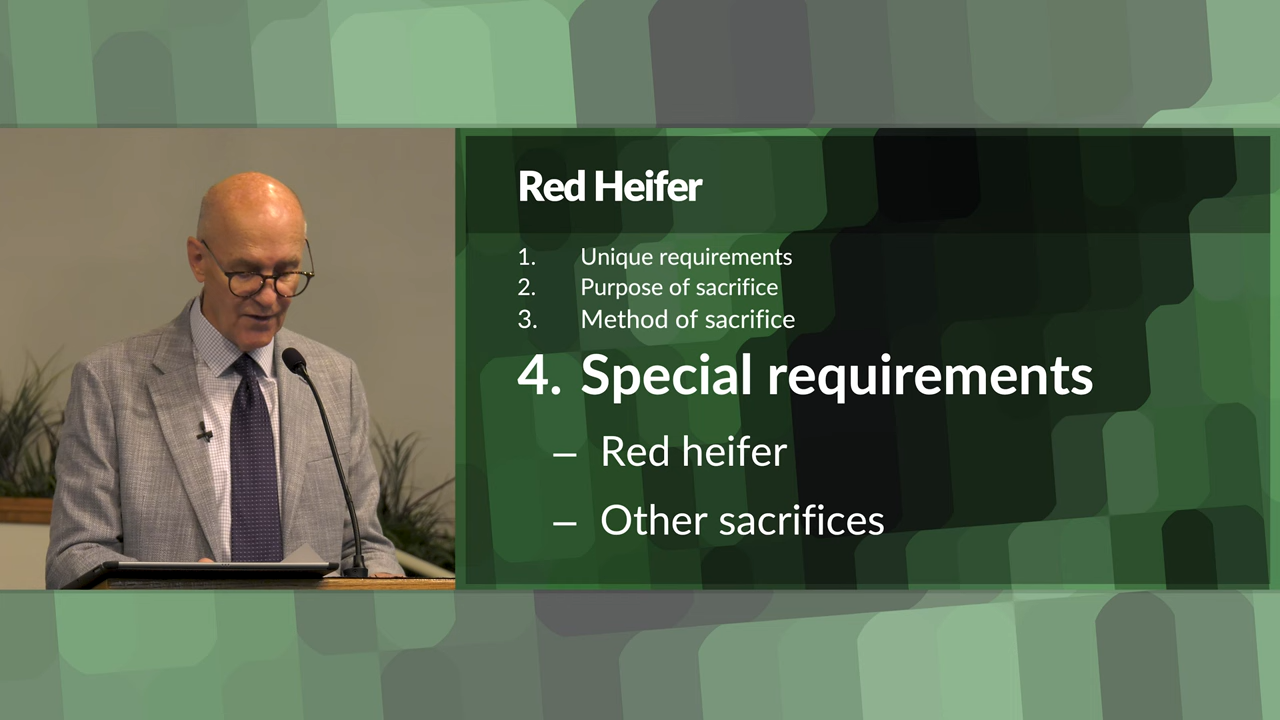 Red Heifer
1. Unique requirements
2. Purpose of sacrifice
3. Method of sacrifice
4. Special requirements
– Red heifer
– Other sacrifices